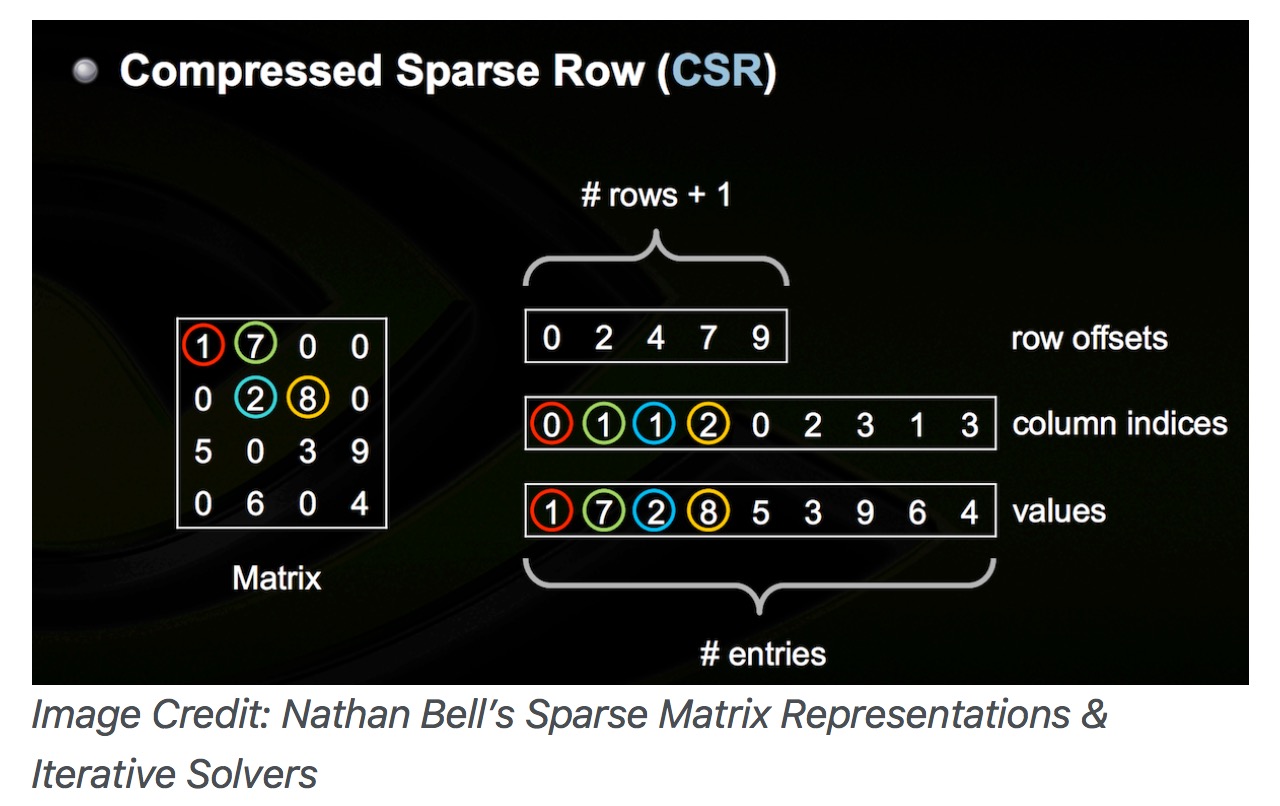 Compressed Sparse Row (CSR)
# rows + 1
0 2 4 7 9 row offsets
1 7 0 0
0 2 8 0
5 0 3 9
0 6 0 4
Matrix
0 1 1 2 0 2 3 1 3 column indices
1 7 2 8 5 3 9 6 4 values
# entries
Image Credit: Nathan Bell’s Sparse Matrix Representations &
Iterative Solvers